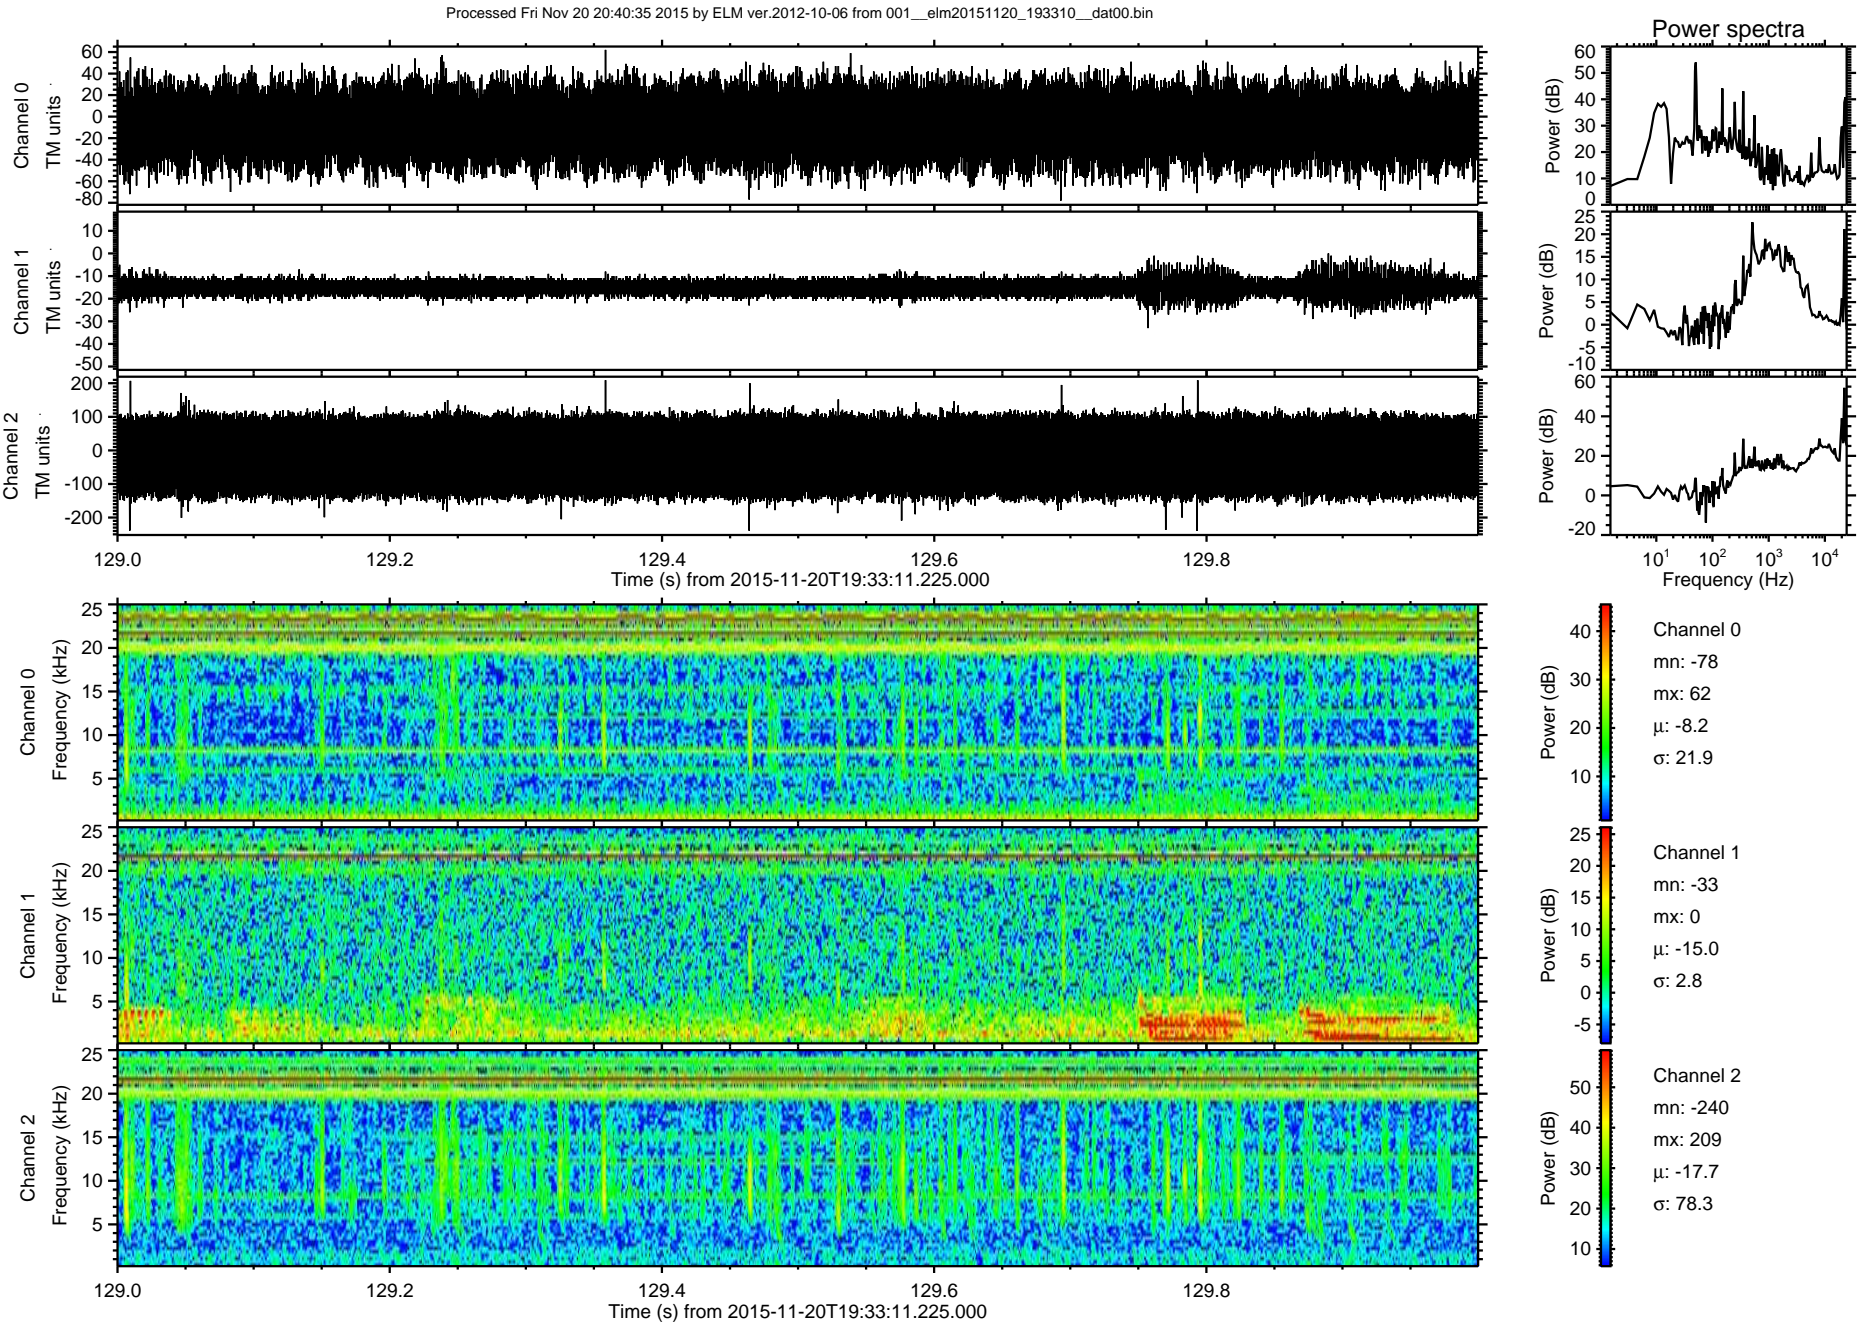 Processed Fri Nov 20 20:40:35 2015 by ELM ver.2012-10-06 from 001__elm20151120_193310__dat00.bin
Power spectra
Channel 0
TM units
60
40
20
0
-20
-40
-60
-80
Power (dB)
60
50
40
30
20
10
0
Channel 1
TM units
10
0
-10
-20
-30
-40
-50
Power (dB)
25
20
15
10
5
0
-5
-10
Channel 2
TM units
200
100
0
-100
-200
Power (dB)
60
40
20
0
-20
129.0 129.2 129.4 129.6 129.8
Time (s) from 2015-11-20T19:33:11.225.000
10¹ 10² 10³ 10⁴
Frequency (Hz)
Channel 0
Frequency (kHz)
25
20
15
10
5
Power (dB)
40
30
20
10
Channel 0
mn: -78
mx: 62
μ: -8.2
σ: 21.9
Channel 1
Frequency (kHz)
25
20
15
10
5
Power (dB)
25
20
15
10
5
0
-5
Channel 1
mn: -33
mx: 0
μ: -15.0
σ: 2.8
Channel 2
Frequency (kHz)
25
20
15
10
5
Power (dB)
50
40
30
20
10
Channel 2
mn: -240
mx: 209
μ: -17.7
σ: 78.3
129.0 129.2 129.4 129.6 129.8
Time (s) from 2015-11-20T19:33:11.225.000